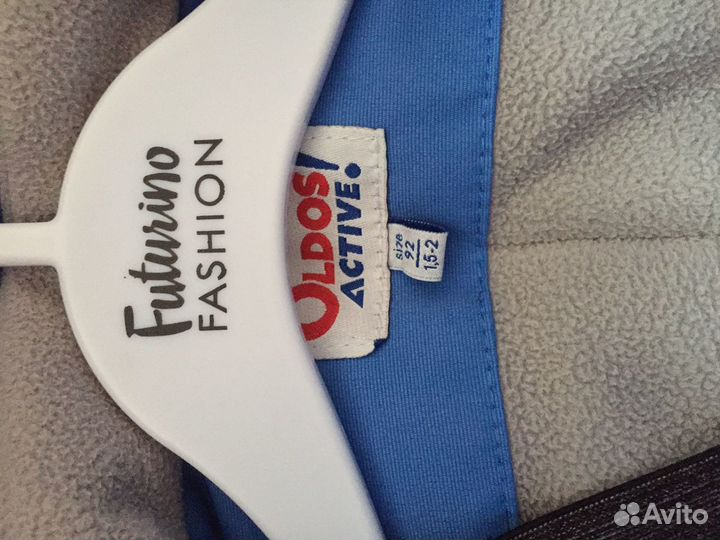 Futurino
FASHION
OLDOS
ACTIVE.
size
92
1,5-2
Avito